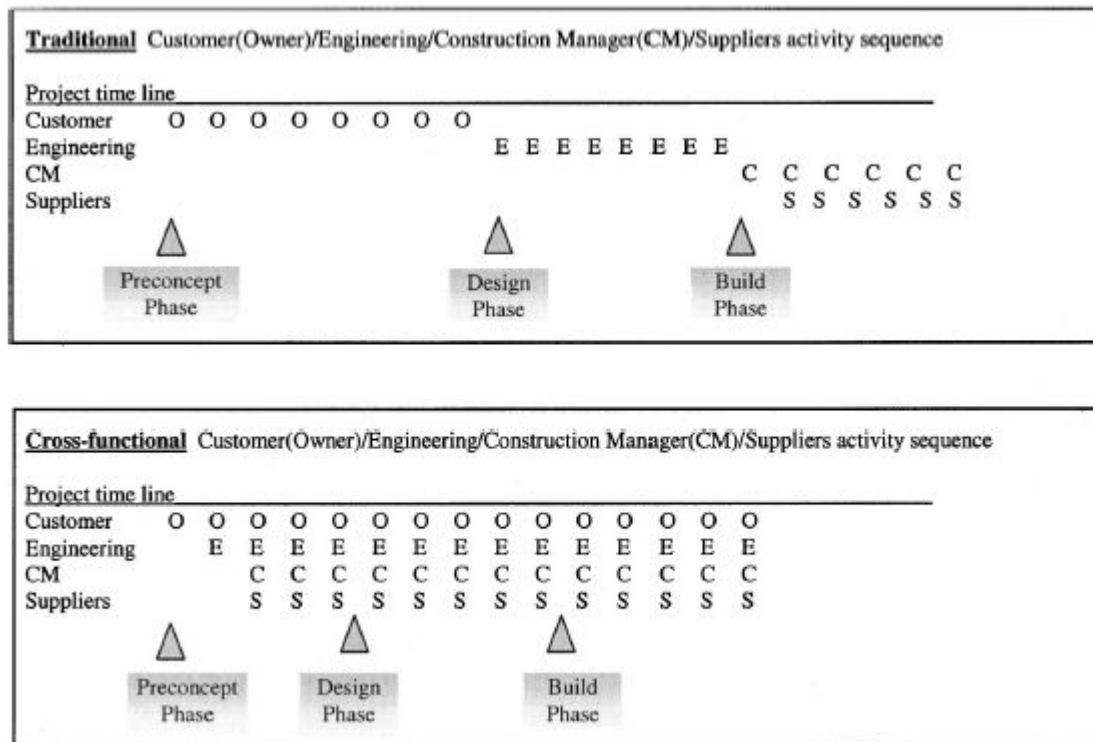 Traditional Customer(Owner)/Engineering/Construction Manager(CM)/Suppliers activity sequence
Project time line
Customer O O O O O O O O
Engineering E E E E E E E E
CM C C C C C C
Suppliers S S S S S S
Preconcept Phase
Design Phase
Build Phase
Cross-functional Customer(Owner)/Engineering/Construction Manager(CM)/Suppliers activity sequence
Project time line
Customer O O O O O O O O O O O O O O O
Engineering E E E E E E E E E E E E E E
CM C C C C C C C C C C C C C
Suppliers S S S S S S S S S S S S S
Preconcept Phase
Design Phase
Build Phase